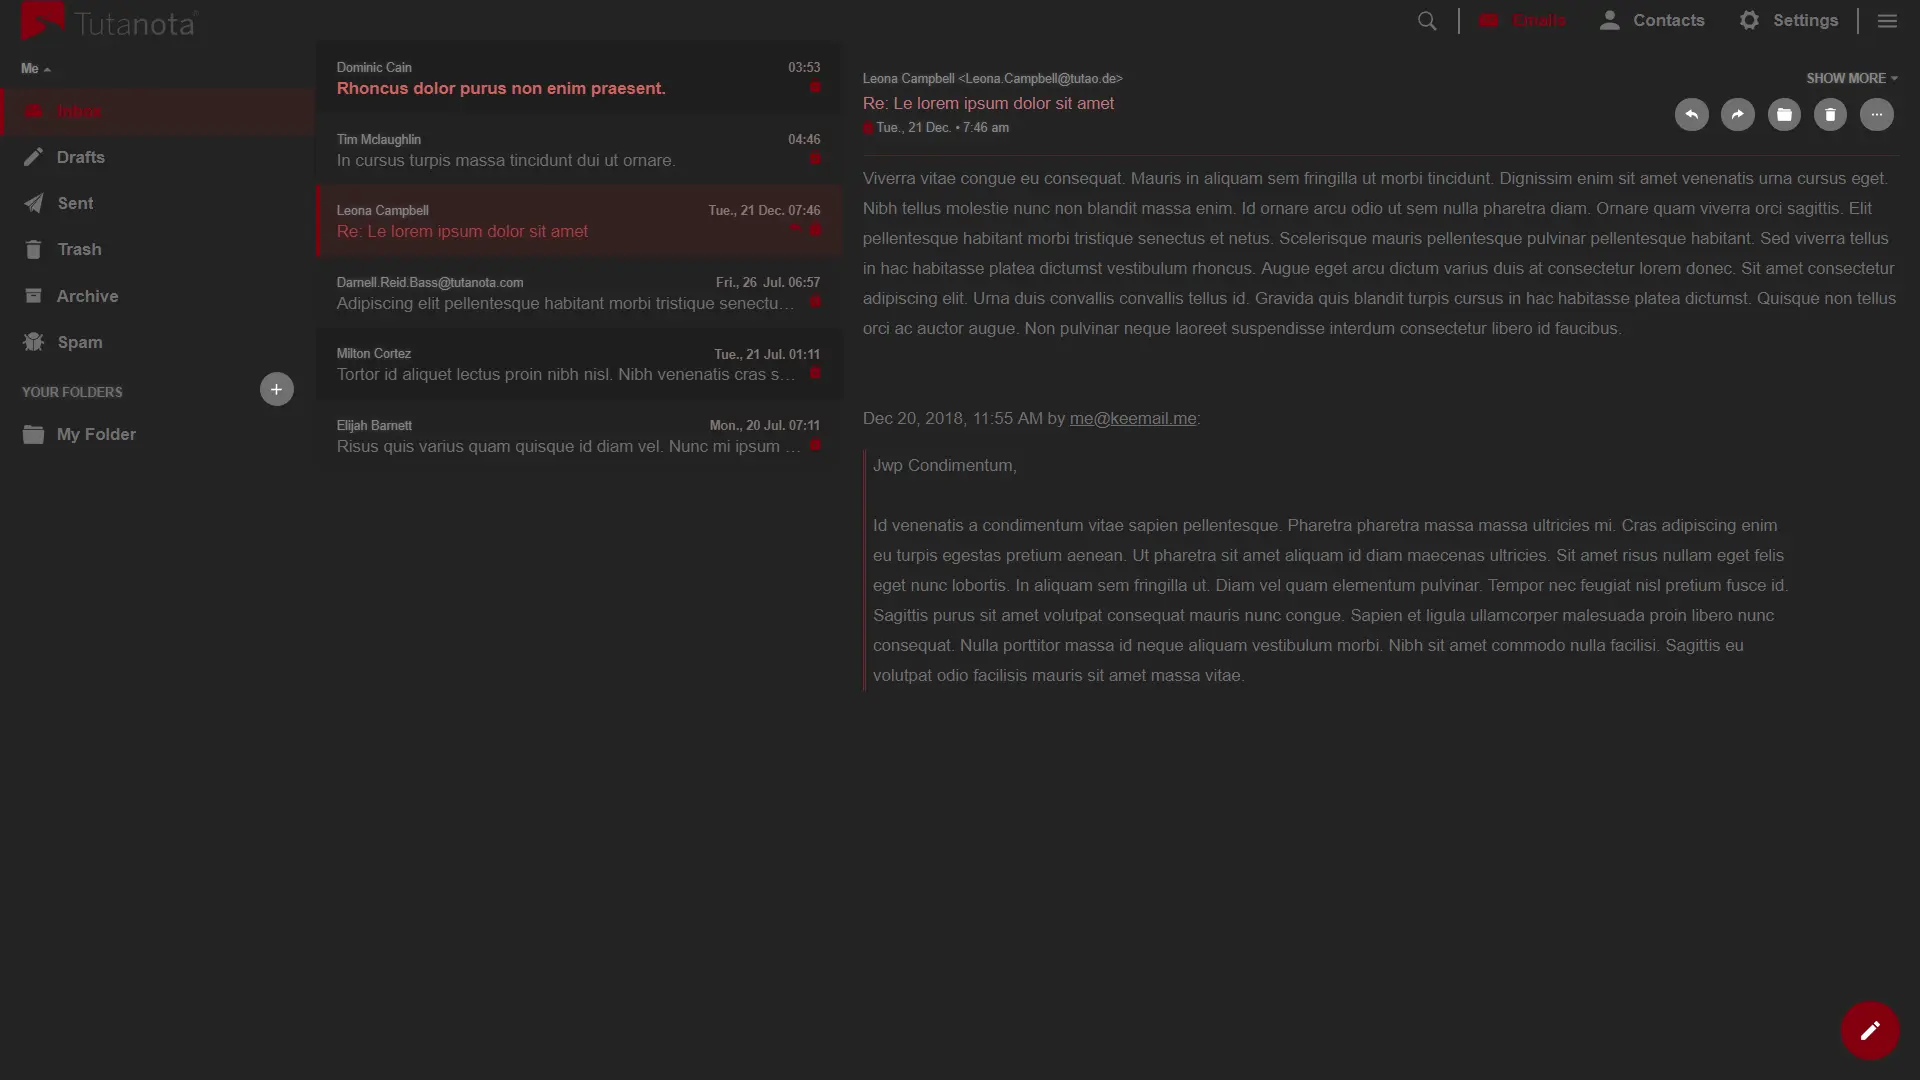 Tutanota
Emails
Contacts
Settings
Me
Inbox
Drafts
Sent
Trash
Archive
Spam
YOUR FOLDERS
My Folder
Dominic Cain
03:53
Rhoncus dolor purus non enim praesent.
Tim Mclaughlin
04:46
In cursus turpis massa tincidunt dui ut ornare.
Leona Campbell
Tue., 21 Dec. 07:46
Re: Le lorem ipsum dolor sit amet
Darnell.Reid.Bass@tutanota.com
Fri., 26 Jul. 06:57
Adipiscing elit pellentesque habitant morbi tristique senectu…
Milton Cortez
Tue., 21 Jul. 01:11
Tortor id aliquet lectus proin nibh nisl. Nibh venenatis cras s…
Elijah Barnett
Mon., 20 Jul. 07:11
Risus quis varius quam quisque id diam vel. Nunc mi ipsum …
Leona Campbell <Leona.Campbell@tutao.de>
SHOW MORE
Re: Le lorem ipsum dolor sit amet
Tue., 21 Dec. • 7:46 am
Viverra vitae congue eu consequat. Mauris in aliquam sem fringilla ut morbi tincidunt. Dignissim enim sit amet venenatis urna cursus eget.
Nibh tellus molestie nunc non blandit massa enim. Id ornare arcu odio ut sem nulla pharetra diam. Ornare quam viverra orci sagittis. Elit
pellentesque habitant morbi tristique senectus et netus. Scelerisque mauris pellentesque pulvinar pellentesque habitant. Sed viverra tellus
in hac habitasse platea dictumst vestibulum rhoncus. Augue eget arcu dictum varius duis at consectetur lorem donec. Sit amet consectetur
adipiscing elit. Urna duis convallis convallis tellus id. Gravida quis blandit turpis cursus in hac habitasse platea dictumst. Quisque non tellus
orci ac auctor augue. Non pulvinar neque laoreet suspendisse interdum consectetur libero id faucibus.
Dec 20, 2018, 11:55 AM by me@keemail.me:
Jwp Condimentum,
Id venenatis a condimentum vitae sapien pellentesque. Pharetra pharetra massa massa ultricies mi. Cras adipiscing enim
eu turpis egestas pretium aenean. Ut pharetra sit amet aliquam id diam maecenas ultricies. Sit amet risus nullam eget felis
eget nunc lobortis. In aliquam sem fringilla ut. Diam vel quam elementum pulvinar. Tempor nec feugiat nisl pretium fusce id.
Sagittis purus sit amet volutpat consequat mauris nunc congue. Sapien et ligula ullamcorper malesuada proin libero nunc
consequat. Nulla porttitor massa id neque aliquam vestibulum morbi. Nibh sit amet commodo nulla facilisi. Sagittis eu
volutpat odio facilisis mauris sit amet massa vitae.